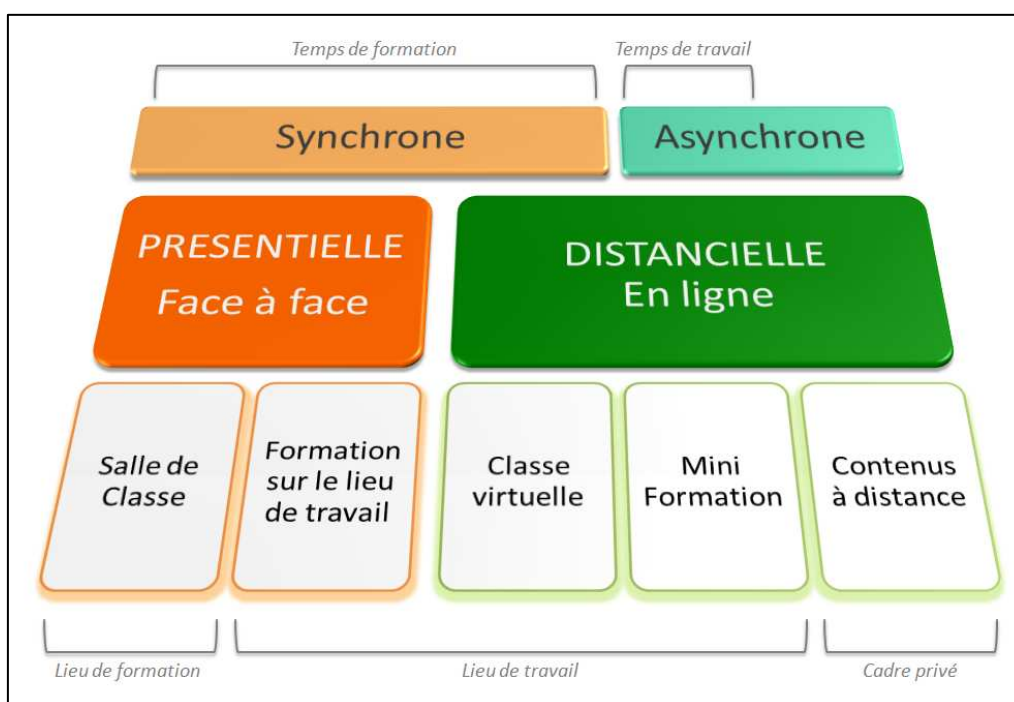 Temps de formation
Temps de travail
Synchrone
Asynchrone
PRESENTIELLE
Face à face
DISTANCIELLE
En ligne
Salle de
Classe
Formation
sur le lieu
de travail
Classe
virtuelle
Mini
Formation
Contenus
à distance
Lieu de formation
Lieu de travail
Cadre privé